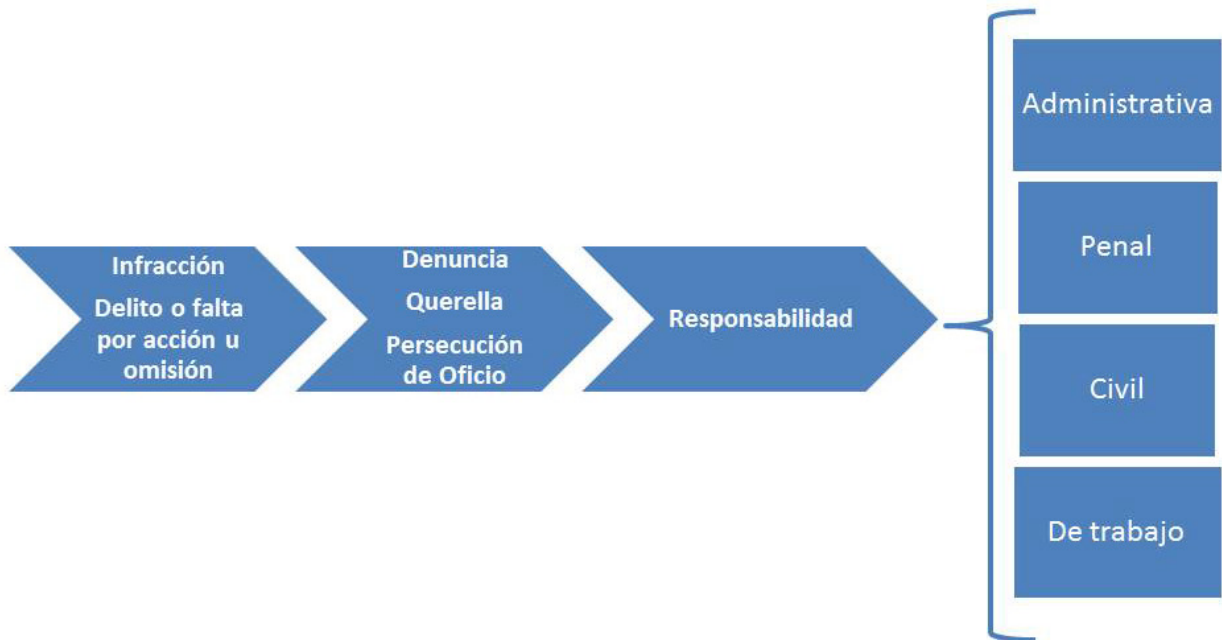 Infracción
Delito o falta
por acción u
omisión
Denuncia
Querella
Persecución
de Oficio
Responsabilidad
Administrativa
Penal
Civil
De trabajo